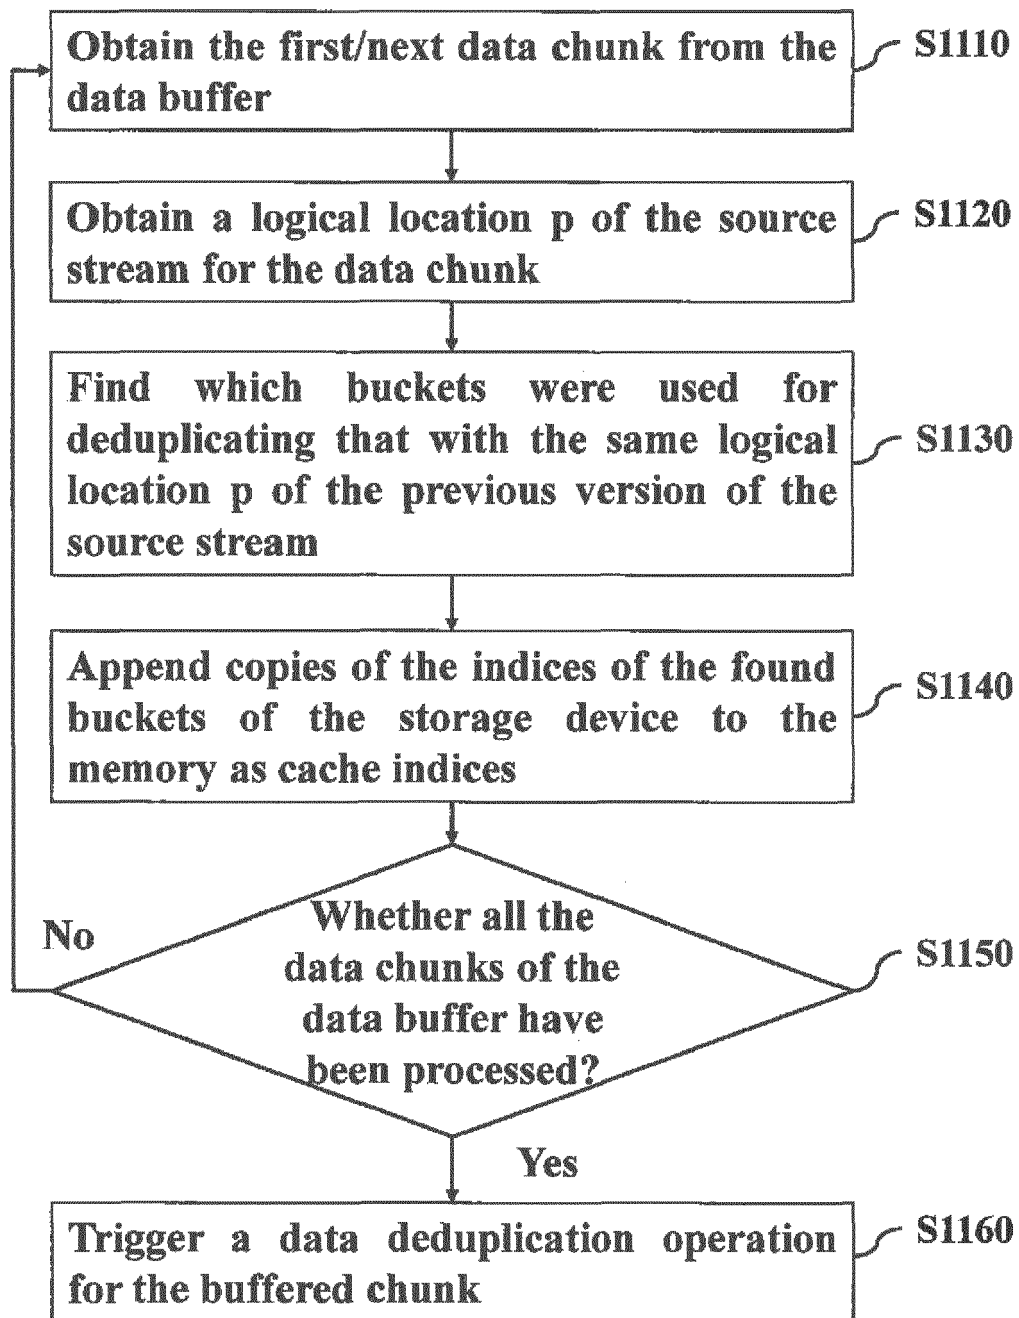 Obtain the first/next data chunk from the
data buffer
S1110
Obtain a logical location p of the source
stream for the data chunk
S1120
Find which buckets were used for
deduplicating that with the same logical
location p of the previous version of the
source stream
S1130
Append copies of the indices of the found
buckets of the storage device to the
memory as cache indices
S1140
No
Whether all the
data chunks of the
data buffer have
been processed?
S1150
Yes
Trigger a data deduplication operation
for the buffered chunk
S1160